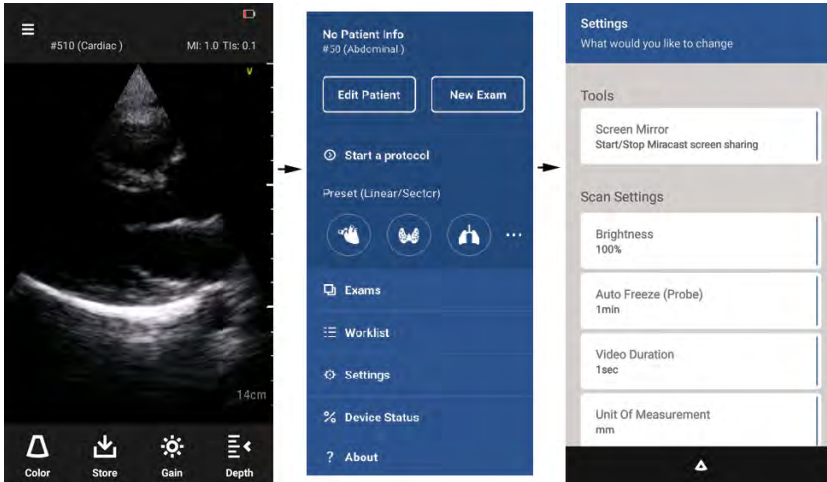 #510 (Cardiac )
MI: 1.0 TIs: 0.1
V
14cm
Color
Store
Gain
Depth
No Patient Info
#50 (Abdominal )
Edit Patient
New Exam
Start a protocol
Preset (Linear/Sector)
Exams
Worklist
Settings
Device Status
? About
Settings
What would you like to change
Tools
Screen Mirror
Start/Stop Miracast screen sharing
Scan Settings
Brightness
100%
Auto Freeze (Probe)
1min
Video Duration
1sec
Unit Of Measurement
mm